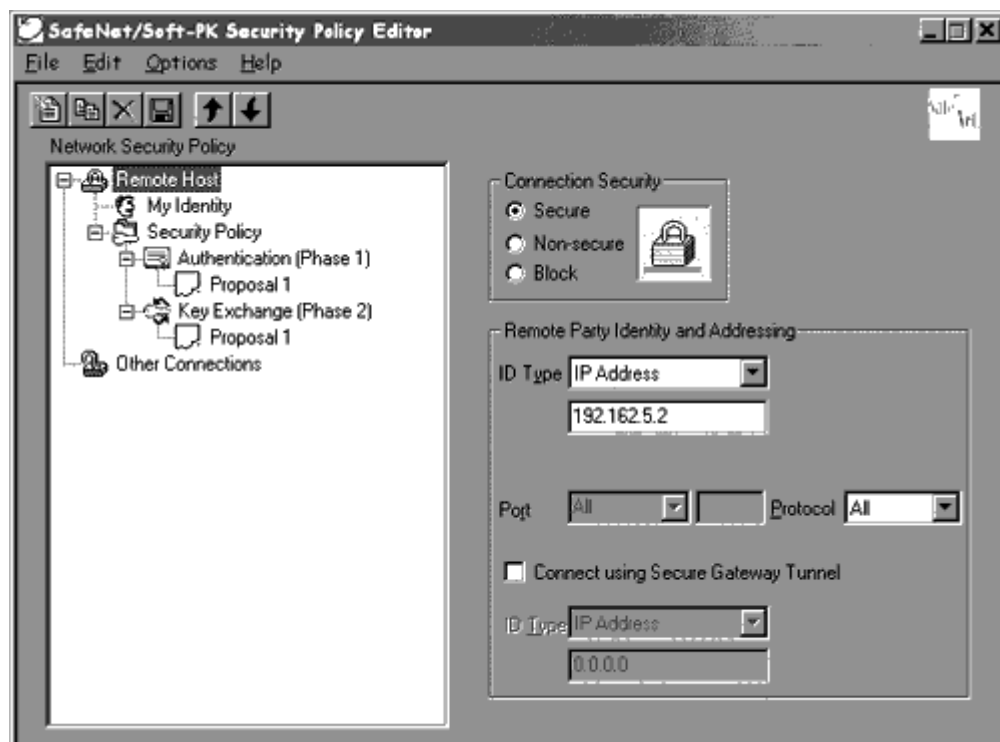 SafeNet/Soft-PK Security Policy Editor
File Edit Options Help
Network Security Policy
Remote Host
My Identity
Security Policy
Authentication (Phase 1)
Proposal 1
Key Exchange (Phase 2)
Proposal 1
Other Connections
Connection Security
Secure
Non-secure
Block
Remote Party Identity and Addressing
ID Type IP Address
192.162.5.2
Port All Protocol All
Connect using Secure Gateway Tunnel
ID Type IP Address
0.0.0.0